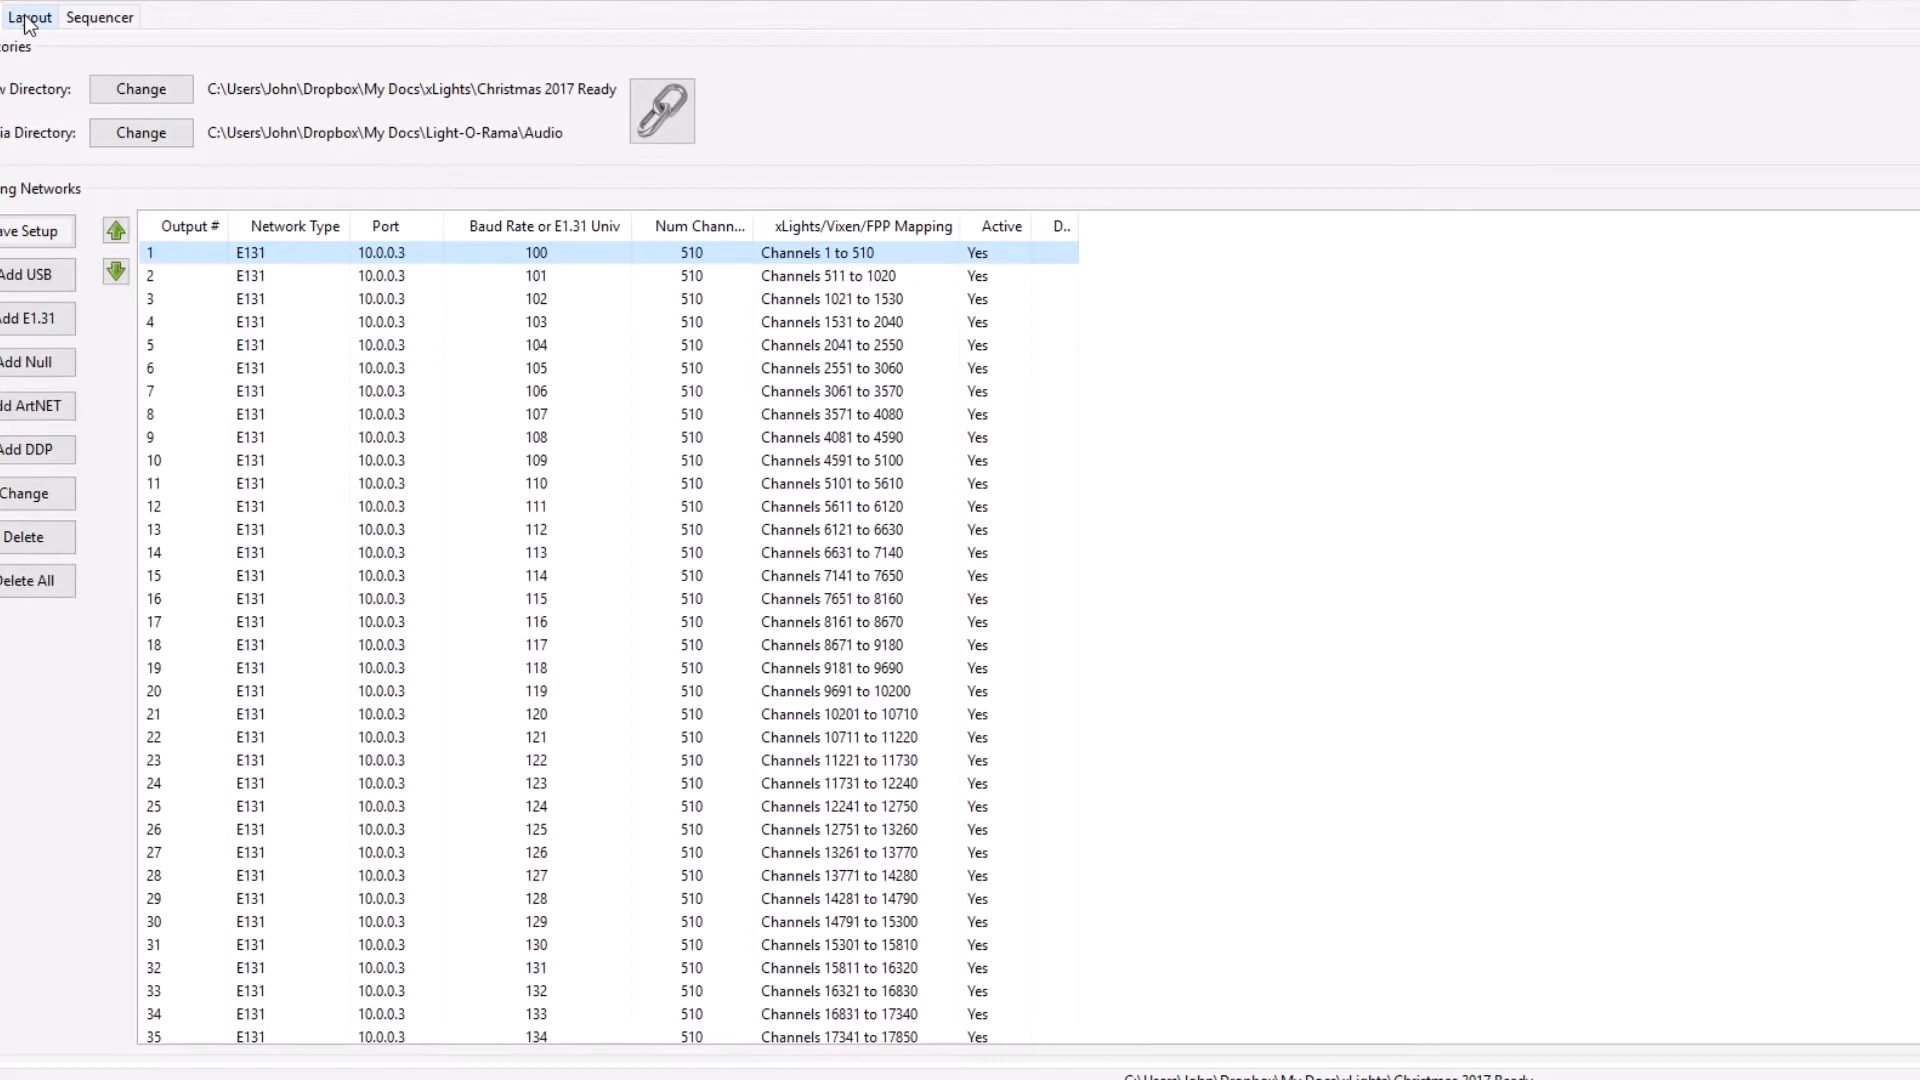 Layout Sequencer
ories
w Directory: Change C:\Users\John\Dropbox\My Docs\xLights\Christmas 2017 Ready
ia Directory: Change C:\Users\John\Dropbox\My Docs\Light-O-Rama\Audio
ng Networks
Output # Network Type Port Baud Rate or E1.31 Univ Num Chann... xLights/Vixen/FPP Mapping Active D..
ave Setup
Add USB
Add E1.31
Add Null
dd ArtNET
Add DDP
Change
Delete
Delete All
1 E131 10.0.0.3 100 510 Channels 1 to 510 Yes
2 E131 10.0.0.3 101 510 Channels 511 to 1020 Yes
3 E131 10.0.0.3 102 510 Channels 1021 to 1530 Yes
4 E131 10.0.0.3 103 510 Channels 1531 to 2040 Yes
5 E131 10.0.0.3 104 510 Channels 2041 to 2550 Yes
6 E131 10.0.0.3 105 510 Channels 2551 to 3060 Yes
7 E131 10.0.0.3 106 510 Channels 3061 to 3570 Yes
8 E131 10.0.0.3 107 510 Channels 3571 to 4080 Yes
9 E131 10.0.0.3 108 510 Channels 4081 to 4590 Yes
10 E131 10.0.0.3 109 510 Channels 4591 to 5100 Yes
11 E131 10.0.0.3 110 510 Channels 5101 to 5610 Yes
12 E131 10.0.0.3 111 510 Channels 5611 to 6120 Yes
13 E131 10.0.0.3 112 510 Channels 6121 to 6630 Yes
14 E131 10.0.0.3 113 510 Channels 6631 to 7140 Yes
15 E131 10.0.0.3 114 510 Channels 7141 to 7650 Yes
16 E131 10.0.0.3 115 510 Channels 7651 to 8160 Yes
17 E131 10.0.0.3 116 510 Channels 8161 to 8670 Yes
18 E131 10.0.0.3 117 510 Channels 8671 to 9180 Yes
19 E131 10.0.0.3 118 510 Channels 9181 to 9690 Yes
20 E131 10.0.0.3 119 510 Channels 9691 to 10200 Yes
21 E131 10.0.0.3 120 510 Channels 10201 to 10710 Yes
22 E131 10.0.0.3 121 510 Channels 10711 to 11220 Yes
23 E131 10.0.0.3 122 510 Channels 11221 to 11730 Yes
24 E131 10.0.0.3 123 510 Channels 11731 to 12240 Yes
25 E131 10.0.0.3 124 510 Channels 12241 to 12750 Yes
26 E131 10.0.0.3 125 510 Channels 12751 to 13260 Yes
27 E131 10.0.0.3 126 510 Channels 13261 to 13770 Yes
28 E131 10.0.0.3 127 510 Channels 13771 to 14280 Yes
29 E131 10.0.0.3 128 510 Channels 14281 to 14790 Yes
30 E131 10.0.0.3 129 510 Channels 14791 to 15300 Yes
31 E131 10.0.0.3 130 510 Channels 15301 to 15810 Yes
32 E131 10.0.0.3 131 510 Channels 15811 to 16320 Yes
33 E131 10.0.0.3 132 510 Channels 16321 to 16830 Yes
34 E131 10.0.0.3 133 510 Channels 16831 to 17340 Yes
35 E131 10.0.0.3 134 510 Channels 17341 to 17850 Yes
C:\Users\John\Dropbox\My Docs\xLights\Christmas 2017 Ready